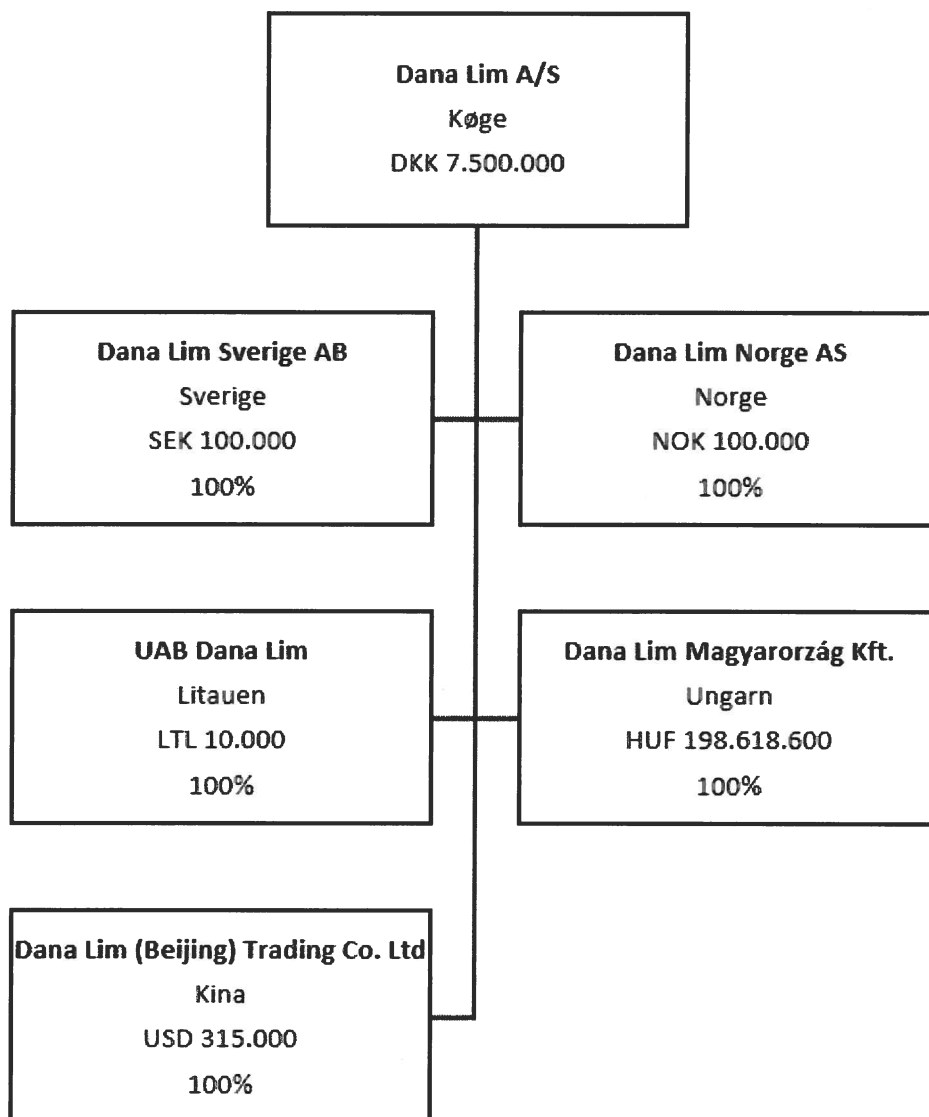 Dana Lim A/S
Køge
DKK 7.500.000
Dana Lim Sverige AB
Sverige
SEK 100.000
100%
Dana Lim Norge AS
Norge
NOK 100.000
100%
UAB Dana Lim
Litauen
LTL 10.000
100%
Dana Lim Magyarorzág Kft.
Ungarn
HUF 198.618.600
100%
Dana Lim (Beijing) Trading Co. Ltd
Kina
USD 315.000
100%